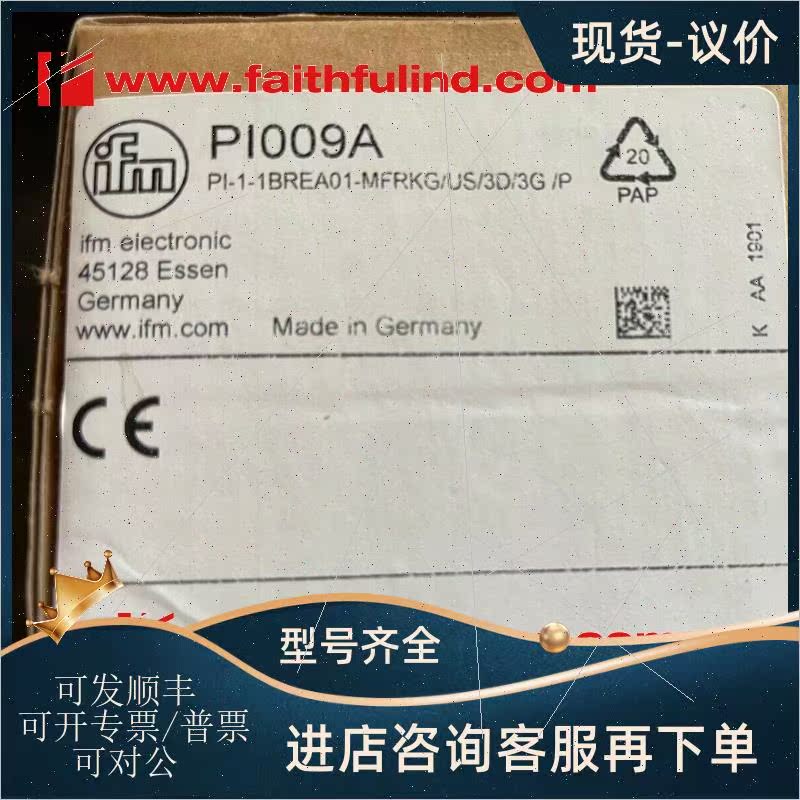 现货-议价
www.faithfulind.com
ifm
PI009A
PI-1-1BREA01-MFRKG/US/3D/3G /P
20
PAP
ifm electronic
45128 Essen
Germany
www.ifm.com
Made in Germany
K AA 1901
CE
.com
型号齐全
可发顺丰
可开专票/普票
可对公
进店咨询客服再下单